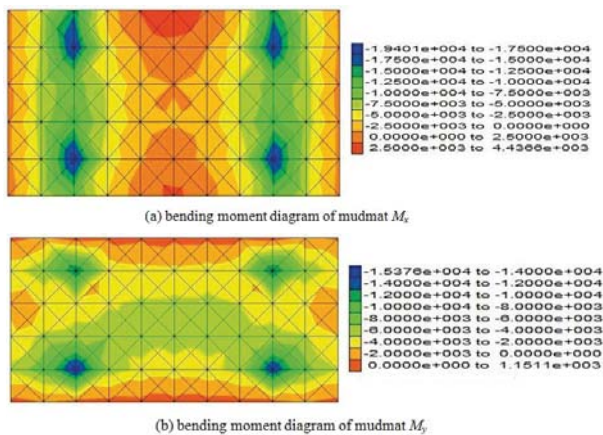 -1.9401e+004 to -1.7500e+004
-1.7500e+004 to -1.5000e+004
-1.5000e+004 to -1.2500e+004
-1.2500e+004 to -1.0000e+004
-1.0000e+004 to -7.5000e+003
-7.5000e+003 to -5.0000e+003
-5.0000e+003 to -2.5000e+003
-2.5000e+003 to 0.0000e+000
0.0000e+000 to 2.5000e+003
2.5000e+003 to 4.4366e+003
(a) bending moment diagram of mudmat Mx
-1.5376e+004 to -1.4000e+004
-1.4000e+004 to -1.2000e+004
-1.2000e+004 to -1.0000e+004
-1.0000e+004 to -8.0000e+003
-8.0000e+003 to -6.0000e+003
-6.0000e+003 to -4.0000e+003
-4.0000e+003 to -2.0000e+003
-2.0000e+003 to 0.0000e+000
0.0000e+000 to 1.1511e+003
(b) bending moment diagram of mudmat My